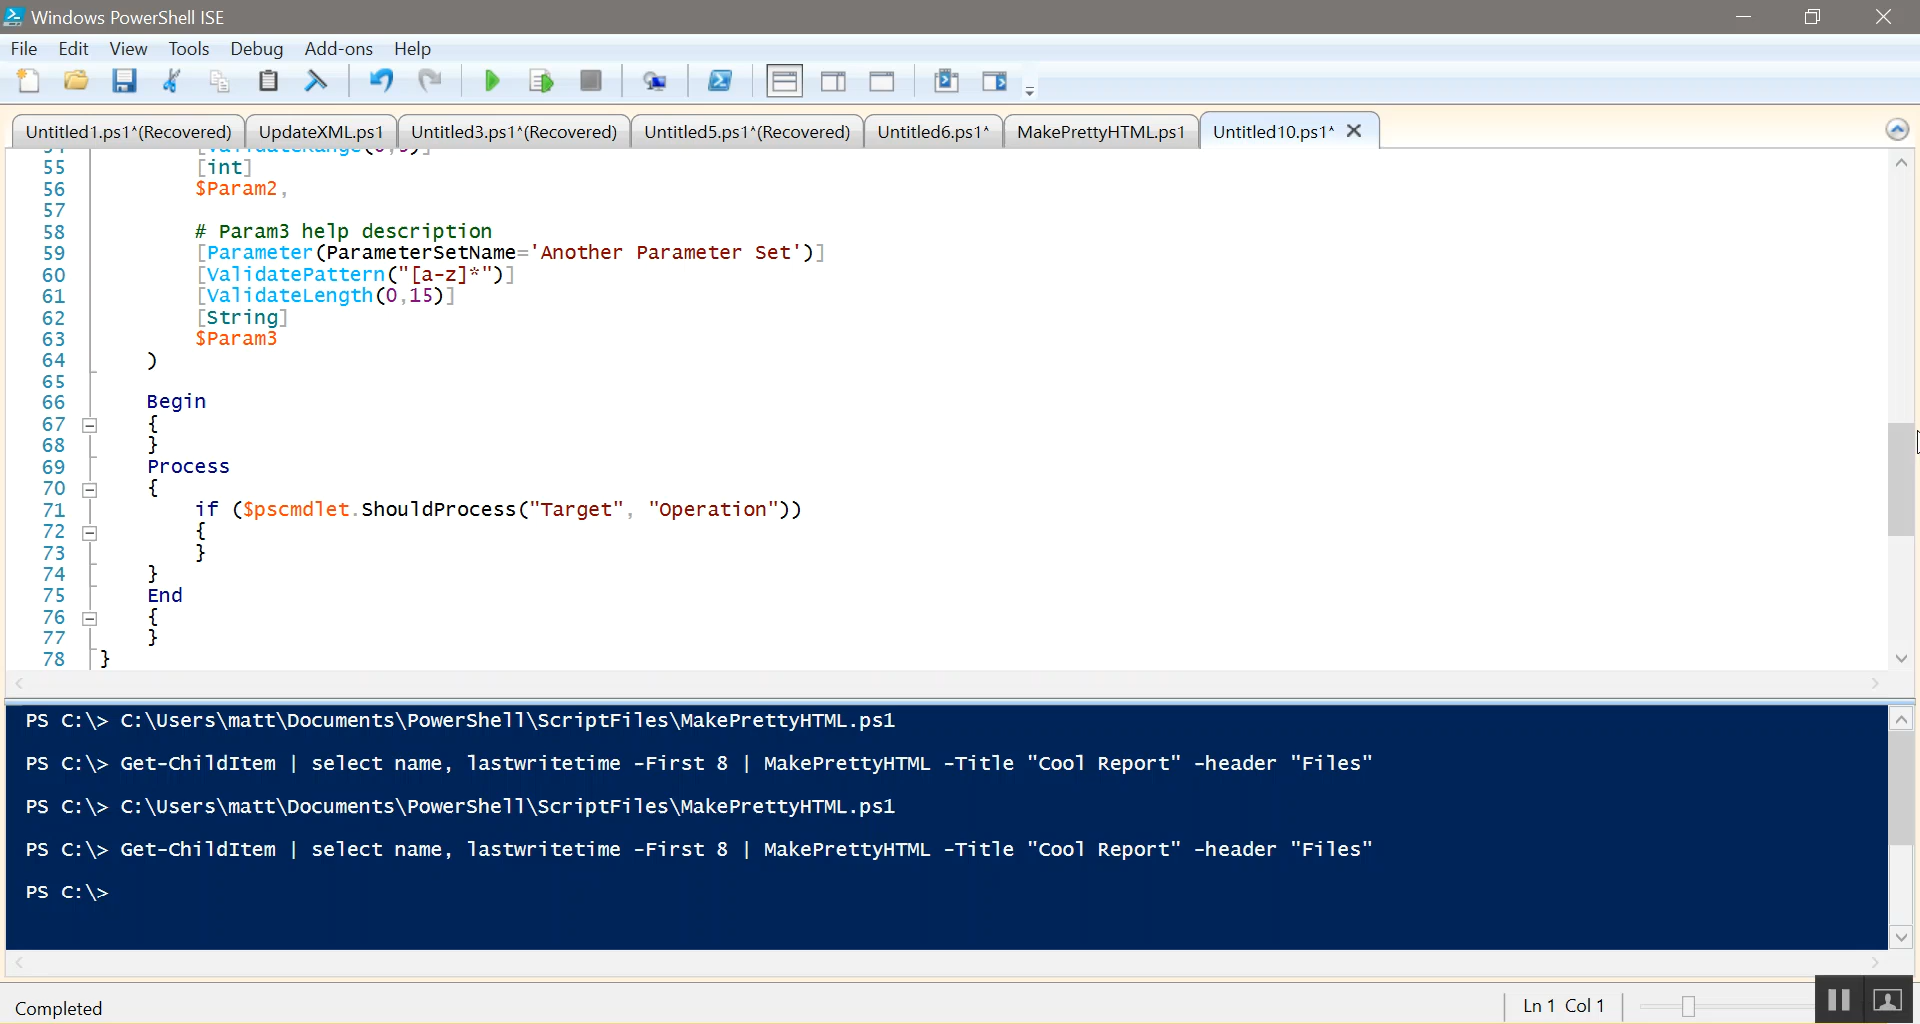 Windows PowerShell ISE
File Edit View Tools Debug Add-ons Help
Untitled1.ps1*(Recovered) UpdateXML.ps1 Untitled3.ps1*(Recovered) Untitled5.ps1*(Recovered) Untitled6.ps1* MakePrettyHTML.ps1 Untitled10.ps1*
55 [int]
56 $Param2,
57
58 # Param3 help description
59 [Parameter(ParameterSetName='Another Parameter Set')]
60 [ValidatePattern("[a-z]*")]
61 [ValidateLength(0,15)]
62 [String]
63 $Param3
64 )
65
66 Begin
67 {
68 }
69 Process
70 {
71 if ($pscmdlet.ShouldProcess("Target", "Operation"))
72 {
73 }
74 }
75 End
76 {
77 }
78 }
PS C:\> C:\Users\matt\Documents\PowerShell\ScriptFiles\MakePrettyHTML.ps1
PS C:\> Get-ChildItem | select name, lastwritetime -First 8 | MakePrettyHTML -Title "Cool Report" -header "Files"
PS C:\> C:\Users\matt\Documents\PowerShell\ScriptFiles\MakePrettyHTML.ps1
PS C:\> Get-ChildItem | select name, lastwritetime -First 8 | MakePrettyHTML -Title "Cool Report" -header "Files"
PS C:\>
Completed Ln 1 Col 1